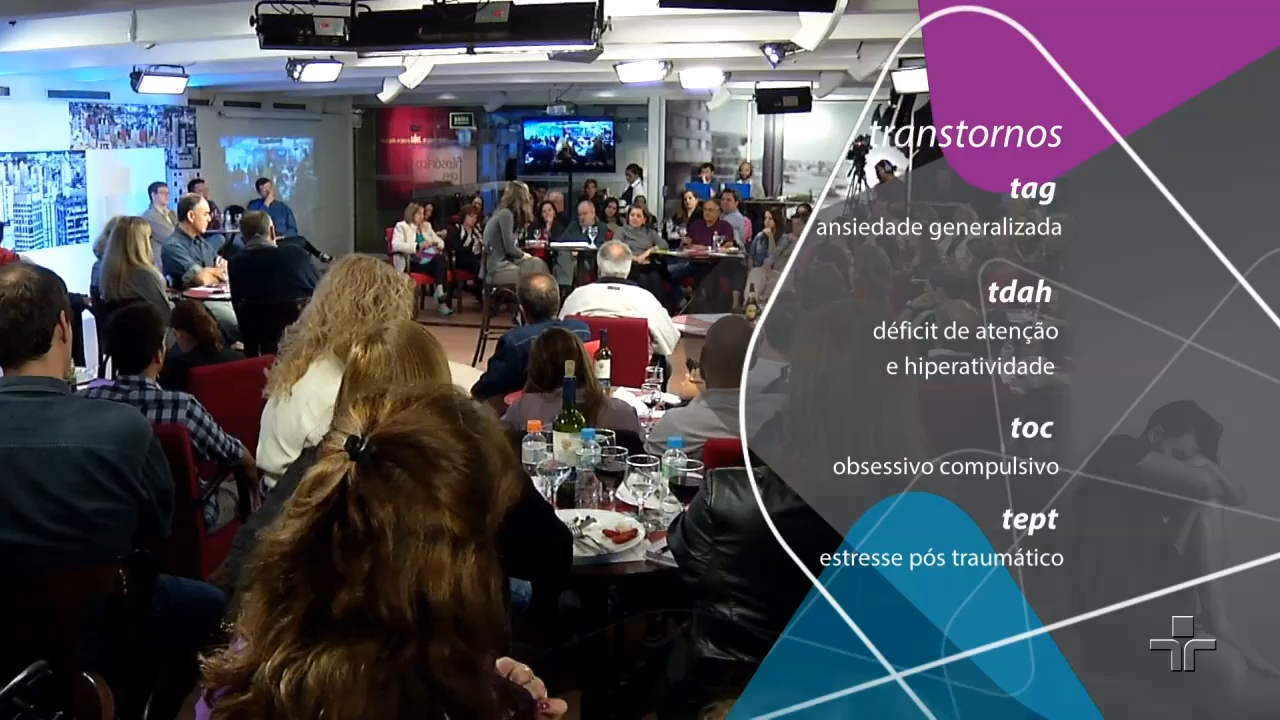 transtornos
tag
ansiedade generalizada
tdah
déficit de atenção
e hiperatividade
toc
obsessivo compulsivo
tept
estresse pós traumático